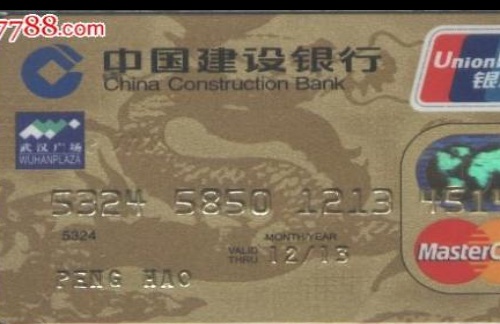 7788.com
中国建设银行
China Construction Bank
Union
银
武汉广场
WUHANPLAZA
5324 5850 1213 451
5324
MONTH/YEAR
VALID THRU 12/13
PENG HAO
MasterC